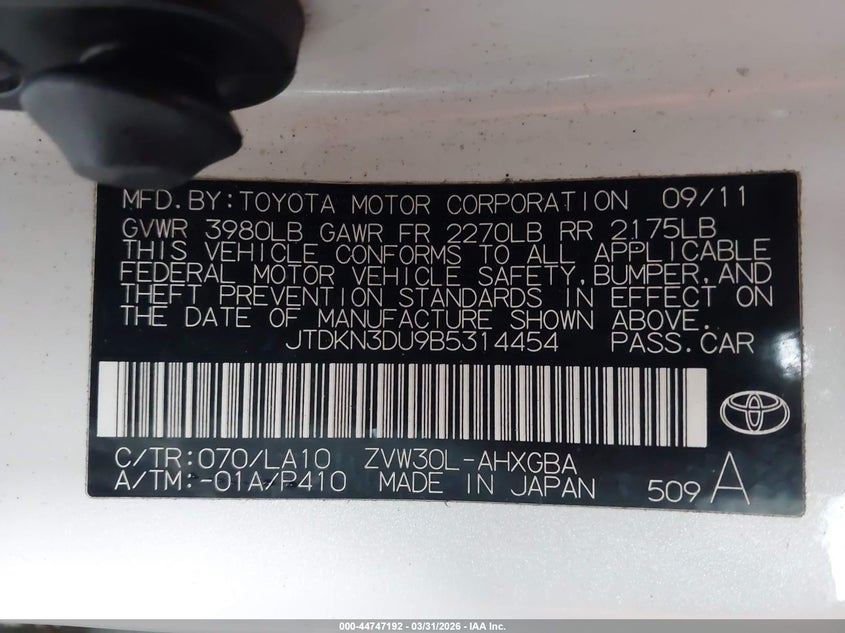 MFD.BY:TOYOTA MOTOR CORPORATION 09/11
GVWR 3980LB GAWR FR 2270LB RR 2175LB
THIS VEHICLE CONFORMS TO ALL APPLICABLE
FEDERAL MOTOR VEHICLE SAFETY,BUMPER,AND
THEFT PREVENTION STANDARDS IN EFFECT ON
THE DATE OF MANUFACTURE SHOWN ABOVE.
JTDKN3DU9B5314454 PASS.CAR
C/TR:070/LA10 ZVW30L-AHXGBA
A/TM:-01A/P410 MADE IN JAPAN 509 A
000-44747192 — 03/31/2026 — IAA Inc.